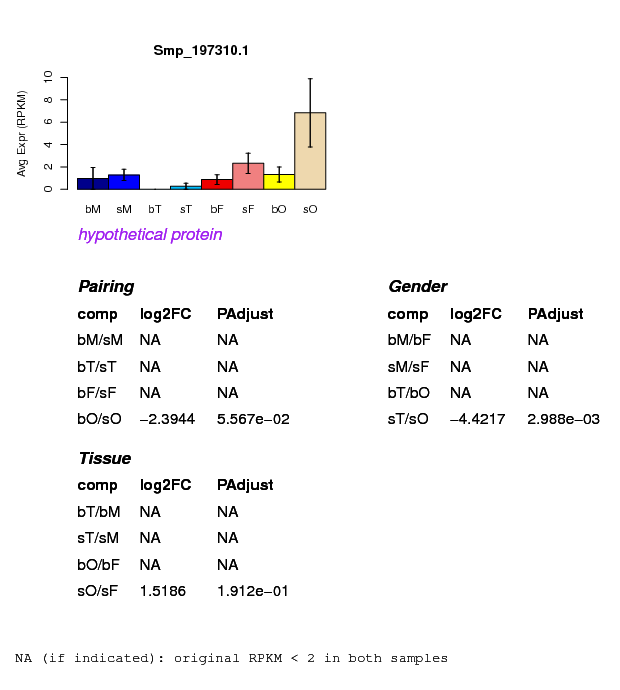 Smp_197310.1
Avg Expr (RPKM)
10
8
6
4
2
0
bM sM bT sT bF sF bO sO
hypothetical protein
Pairing
comp log2FC PAdjust
bM/sM NA NA
bT/sT NA NA
bF/sF NA NA
bO/sO −2.3944 5.567e−02
Gender
comp log2FC PAdjust
bM/bF NA NA
sM/sF NA NA
bT/bO NA NA
sT/sO −4.4217 2.988e−03
Tissue
comp log2FC PAdjust
bT/bM NA NA
sT/sM NA NA
bO/bF NA NA
sO/sF 1.5186 1.912e−01
NA (if indicated): original RPKM < 2 in both samples